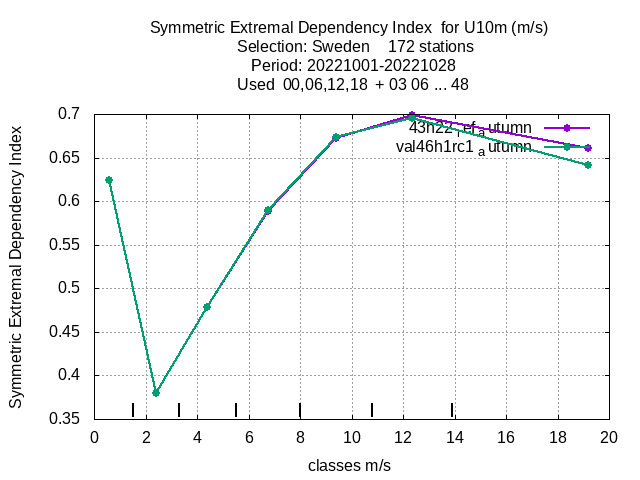 Symmetric Extremal Dependency Index for U10m (m/s)
Selection: Sweden 172 stations
Period: 20221001-20221028
Used 00,06,12,18 + 03 06 ... 48
0.7
0.65
0.6
0.55
0.5
0.45
0.4
0.35
Symmetric Extremal Dependency Index
43h22_ref_autumn
val46h1rc1_autumn
0 2 4 6 8 10 12 14 16 18 20
classes m/s